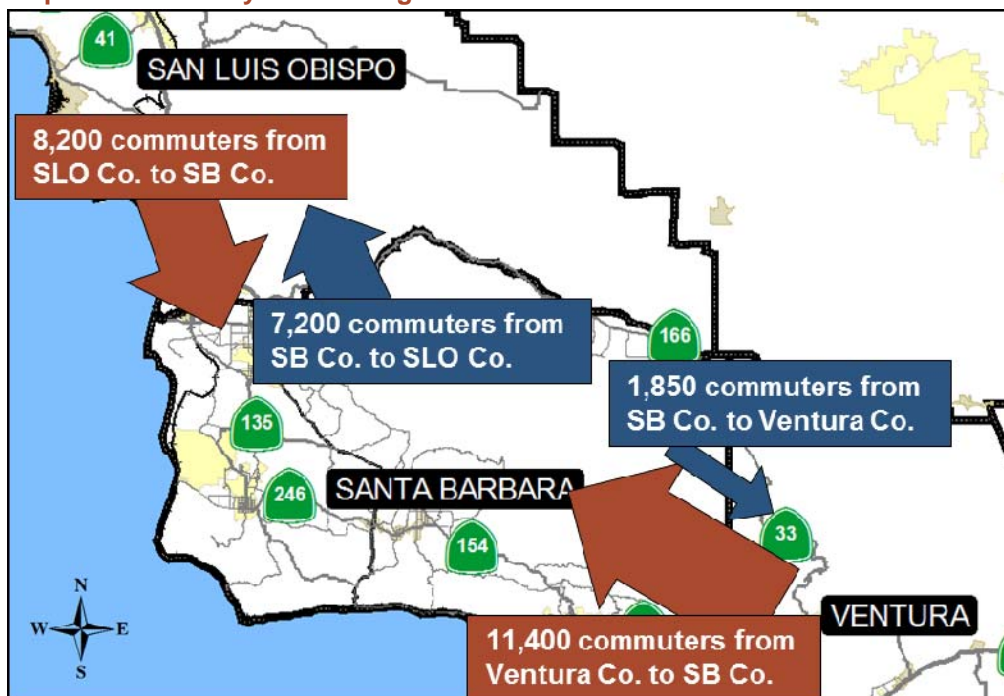 41
SAN LUIS OBISPO
8,200 commuters from
SLO Co. to SB Co.
7,200 commuters from
SB Co. to SLO Co.
166
1,850 commuters from
SB Co. to Ventura Co.
135
246
SANTA BARBARA
154
33
N
W E
S
VENTURA
11,400 commuters from
Ventura Co. to SB Co.